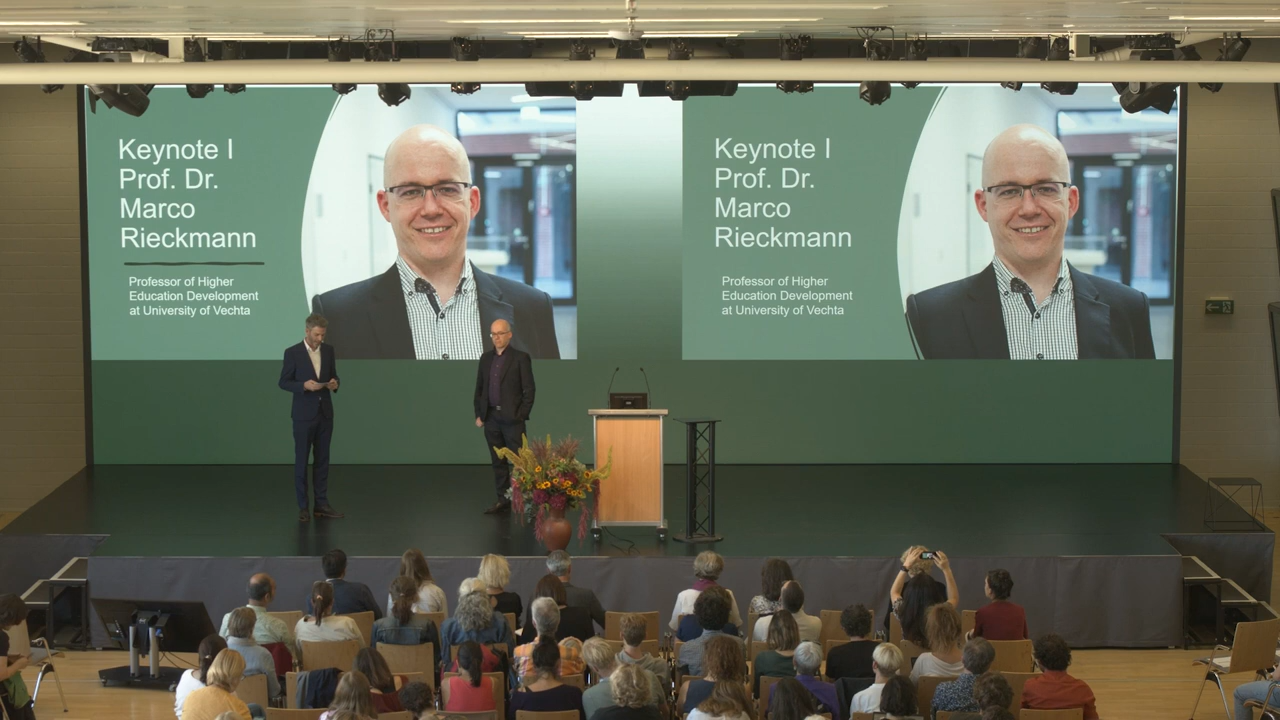 Keynote I
Prof. Dr.
Marco
Rieckmann
Professor of Higher
Education Development
at University of Vechta
Keynote I
Prof. Dr.
Marco
Rieckmann
Professor of Higher
Education Development
at University of Vechta